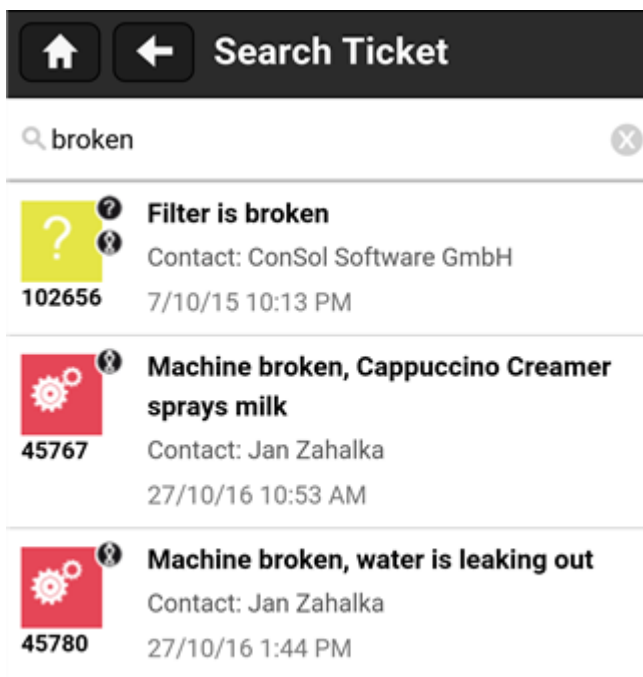 Search Ticket
broken
Filter is broken
Contact: ConSol Software GmbH
102656
7/10/15 10:13 PM
Machine broken, Cappuccino Creamer
sprays milk
45767
Contact: Jan Zahalka
27/10/16 10:53 AM
Machine broken, water is leaking out
Contact: Jan Zahalka
45780
27/10/16 1:44 PM